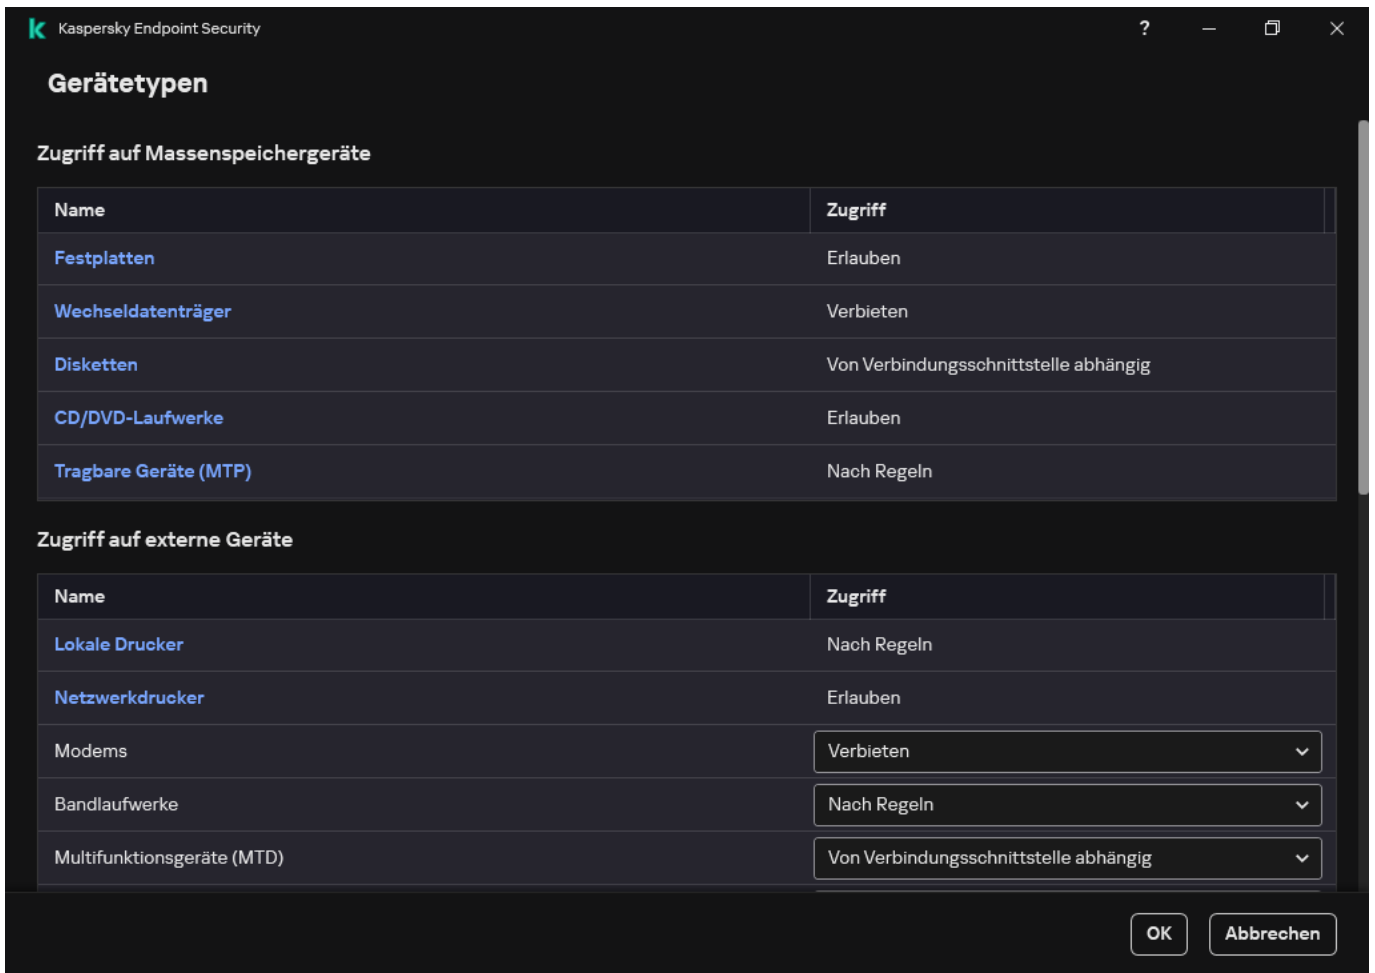 Kaspersky Endpoint Security
?
Gerätetypen
Zugriff auf Massenspeichergeräte
Name Zugriff
Festplatten Erlauben
Wechseldatenträger Verbieten
Disketten Von Verbindungsschnittstelle abhängig
CD/DVD-Laufwerke Erlauben
Tragbare Geräte (MTP) Nach Regeln
Zugriff auf externe Geräte
Name Zugriff
Lokale Drucker Nach Regeln
Netzwerkdrucker Erlauben
Modems Verbieten
Bandlaufwerke Nach Regeln
Multifunktionsgeräte (MTD) Von Verbindungsschnittstelle abhängig
OK Abbrechen